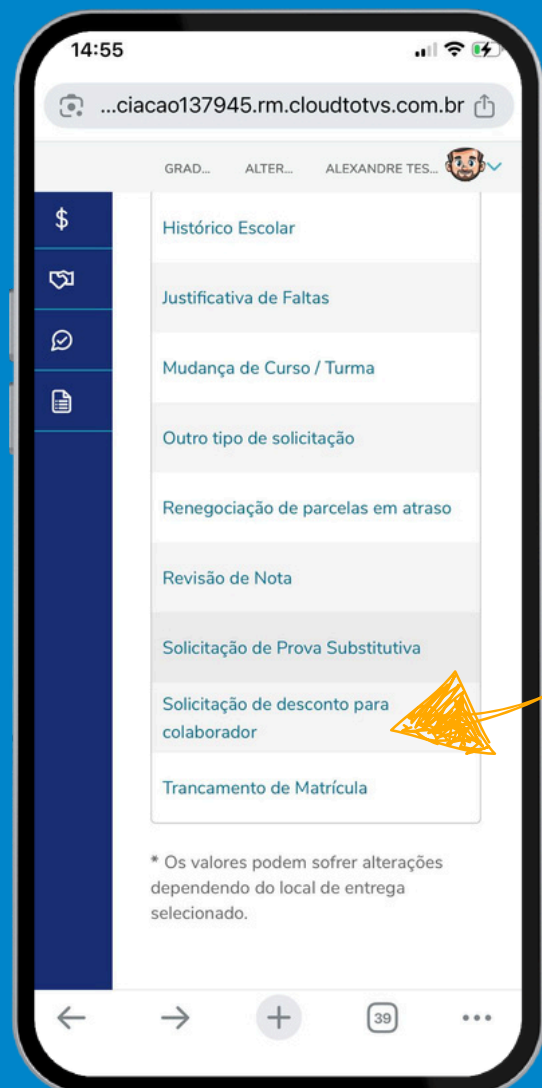 14:55
...ciacao137945.rm.cloudtotvs.com.br
GRAD... ALTER... ALEXANDRE TES...
$
Histórico Escolar
Justificativa de Faltas
Mudança de Curso / Turma
Outro tipo de solicitação
Renegociação de parcelas em atraso
Revisão de Nota
Solicitação de Prova Substitutiva
Solicitação de desconto para
colaborador
Trancamento de Matrícula
* Os valores podem sofrer alterações
dependendo do local de entrega
selecionado.
39